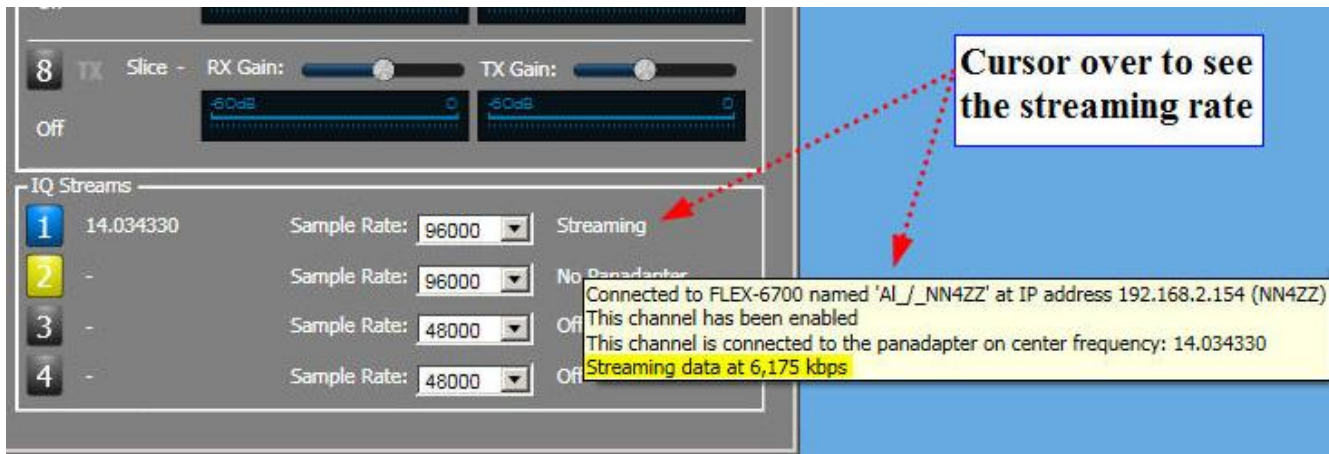 8 TX Slice - RX Gain: TX Gain:
-60dB 0 -60dB 0
Off
Cursor over to see
the streaming rate
IQ Streams
1 14.034330 Sample Rate: 96000 Streaming
2 - Sample Rate: 96000 No Panadapter
3 - Sample Rate: 48000 Off
4 - Sample Rate: 48000 Off
Connected to FLEX-6700 named 'Al_/_NN4ZZ' at IP address 192.168.2.154 (NN4ZZ)
This channel has been enabled
This channel is connected to the panadapter on center frequency: 14.034330
Streaming data at 6,175 kbps